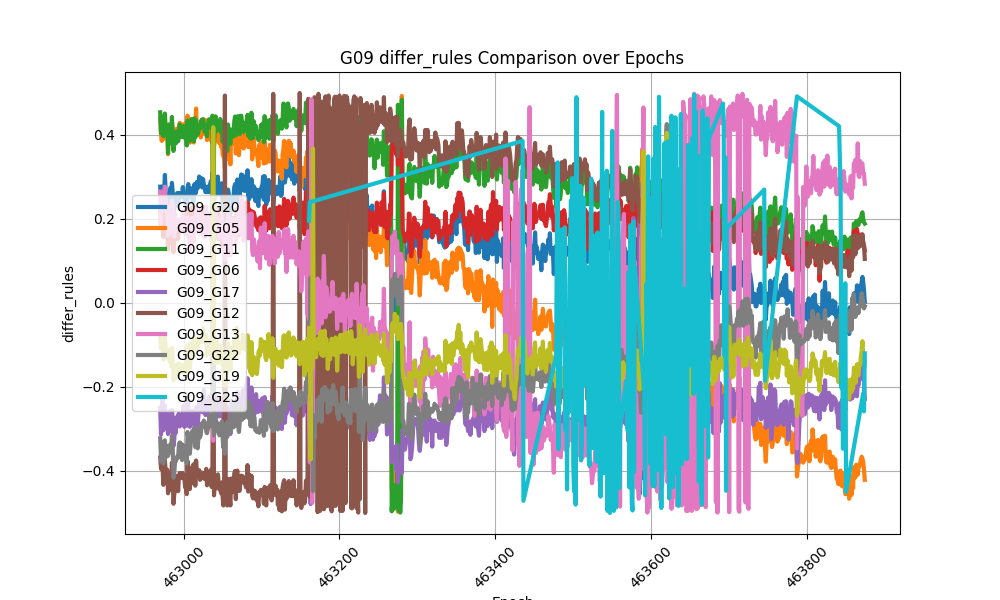 G09 differ_rules Comparison over Epochs
differ_rules
0.4
0.2
0.0
−0.2
−0.4
G09_G20
G09_G05
G09_G11
G09_G06
G09_G17
G09_G12
G09_G13
G09_G22
G09_G19
G09_G25
463000
463200
463400
463600
463800
Epoch